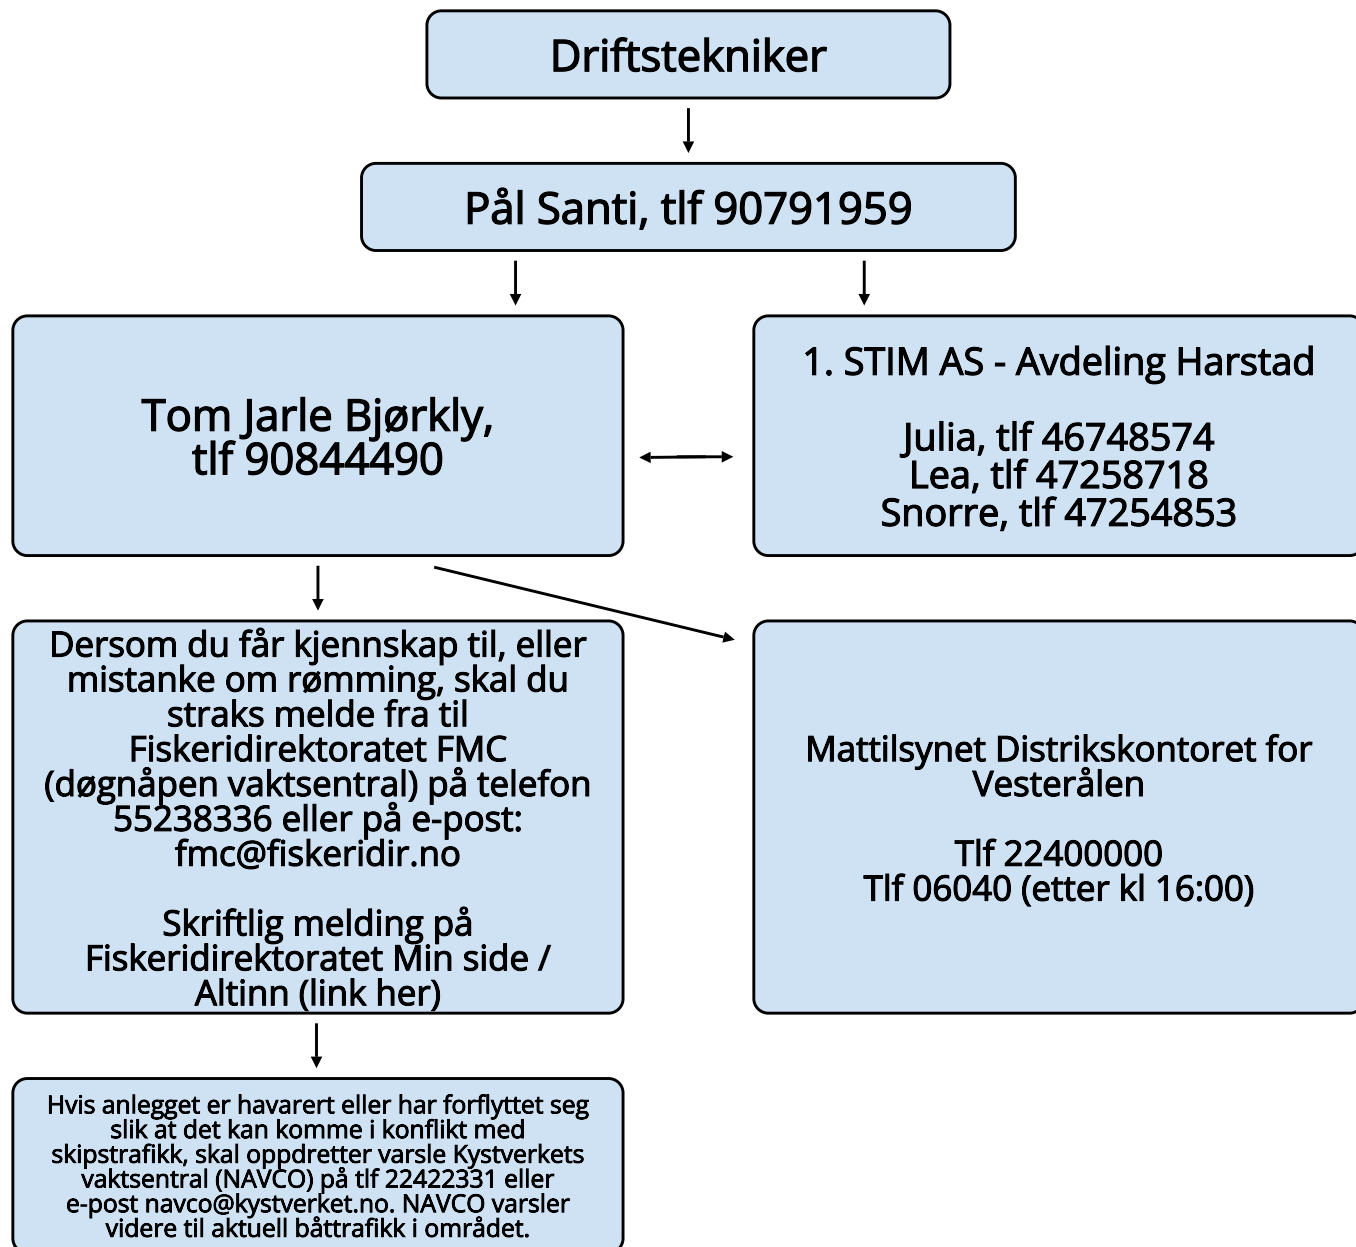 Driftstekniker
Pål Santi, tlf 90791959
Tom Jarle Bjørkly,
tlf 90844490
1. STIM AS - Avdeling Harstad
Julia, tlf 46748574
Lea, tlf 47258718
Snorre, tlf 47254853
Dersom du får kjennskap til, eller
mistanke om rømming, skal du
straks melde fra til
Fiskeridirektoratet FMC
(døgnåpen vaktsentral) på telefon
55238336 eller på e-post:
fmc@fiskeridir.no
Skriftlig melding på
Fiskeridirektoratet Min side /
Altinn (link her)
Mattilsynet Distrikskontoret for
Vesterålen
Tlf 22400000
Tlf 06040 (etter kl 16:00)
Hvis anlegget er havarert eller har forflyttet seg
slik at det kan komme i konflikt med
skipstrafikk, skal oppdretter varsle Kystverkets
vaktsentral (NAVCO) på tlf 22422331 eller
e-post navco@kystverket.no. NAVCO varsler
videre til aktuell båttrafikk i området.